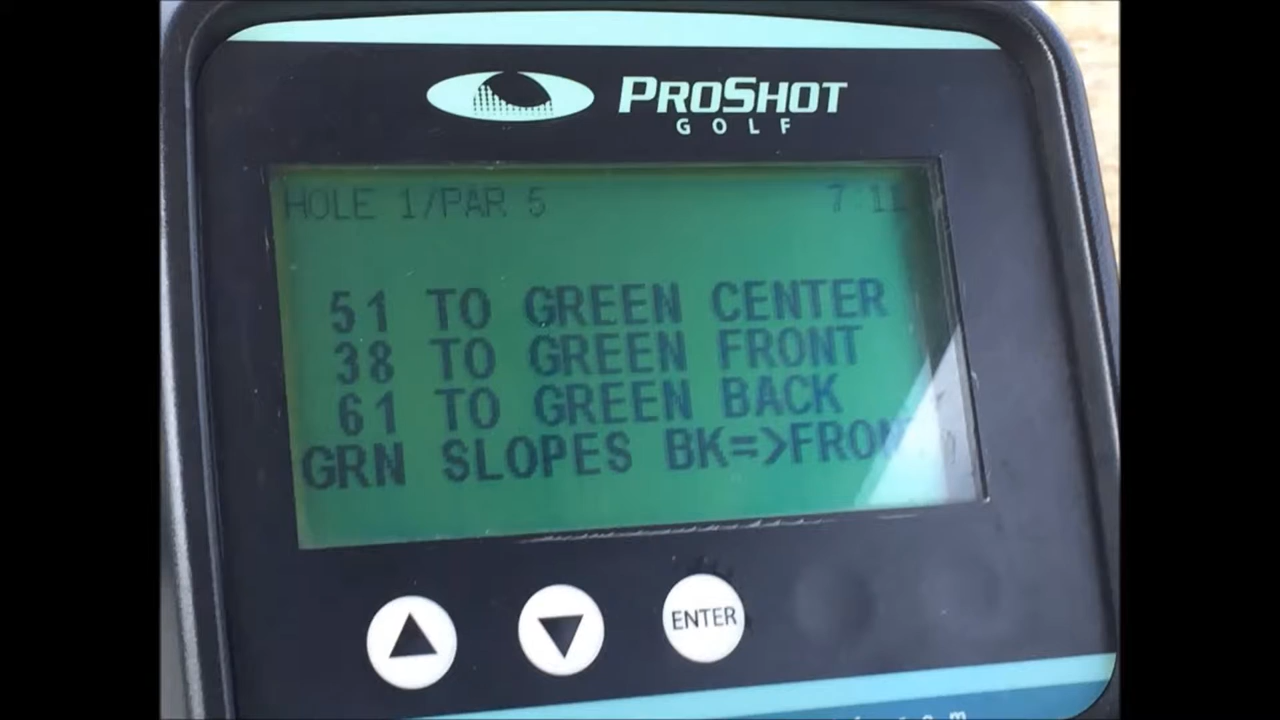 PROSHOT
GOLF
HOLE 1/PAR 5
51 TO GREEN CENTER
38 TO GREEN FRONT
61 TO GREEN BACK
GRN SLOPES BK=>FRONT
ENTER